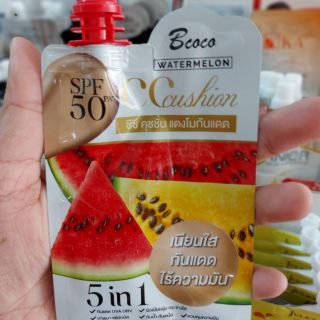 Bcoco
WATERMELON
SPF
50
CC Cushion
ซีซี คุชชั่น แตงโมกันแดด
เนียนใส
กันแดด
ไร้ความมัน
5 in 1